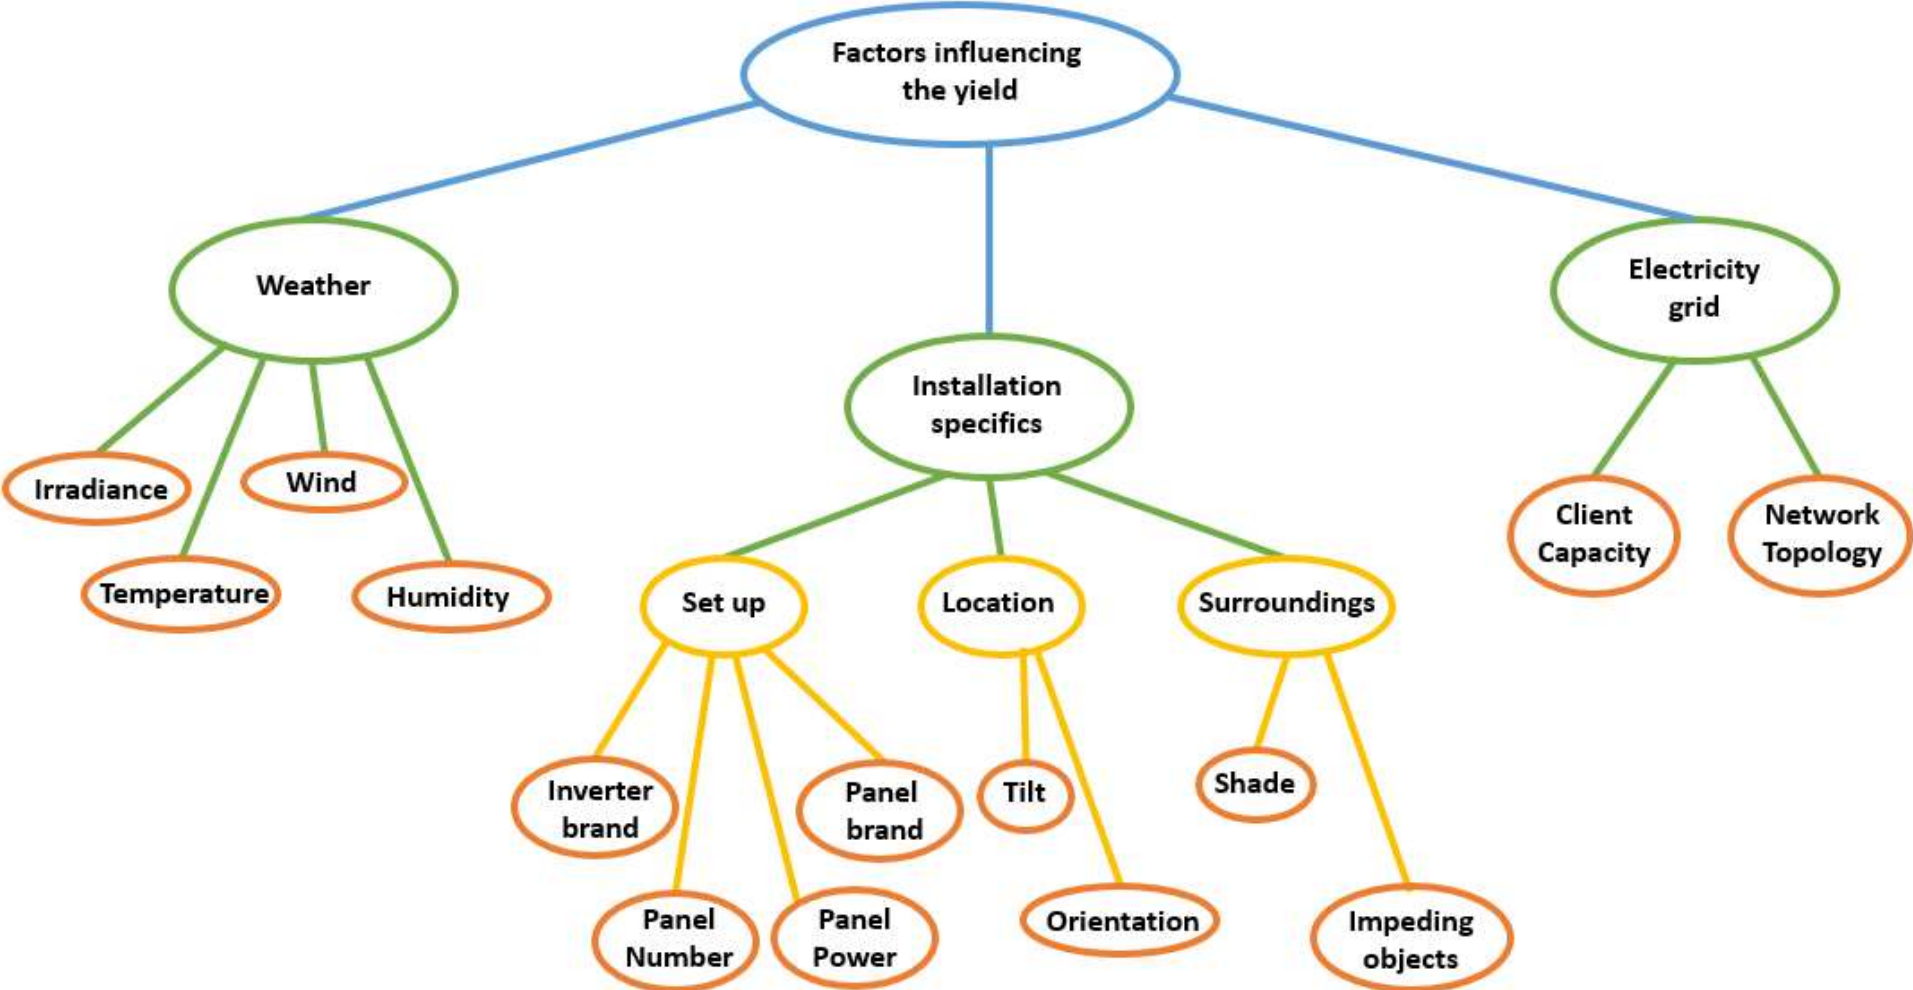 Factors influencing
the yield
Weather
Electricity
grid
Installation
specifics
Irradiance
Wind
Temperature
Humidity
Client
Capacity
Network
Topology
Set up
Location
Surroundings
Inverter
brand
Panel
brand
Tilt
Shade
Panel
Number
Panel
Power
Orientation
Impeding
objects